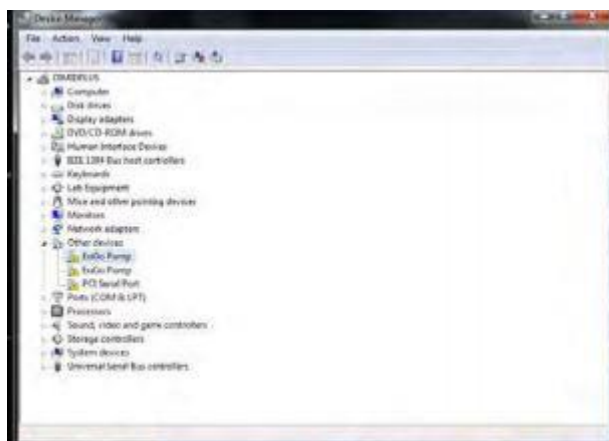 Device Manager
File Action View Help
Computer
Disk drives
Display adapters
DVD/CD-ROM drives
Human Interface Devices
IEEE 1394 Bus host controllers
Keyboards
Lab Equipment
Mice and other pointing devices
Monitors
Network adapters
Other devices
Pump
Pump
PCI Serial Port
Ports (COM & LPT)
Processors
Sound, video and game controllers
Storage controllers
System devices
Universal Serial Bus controllers